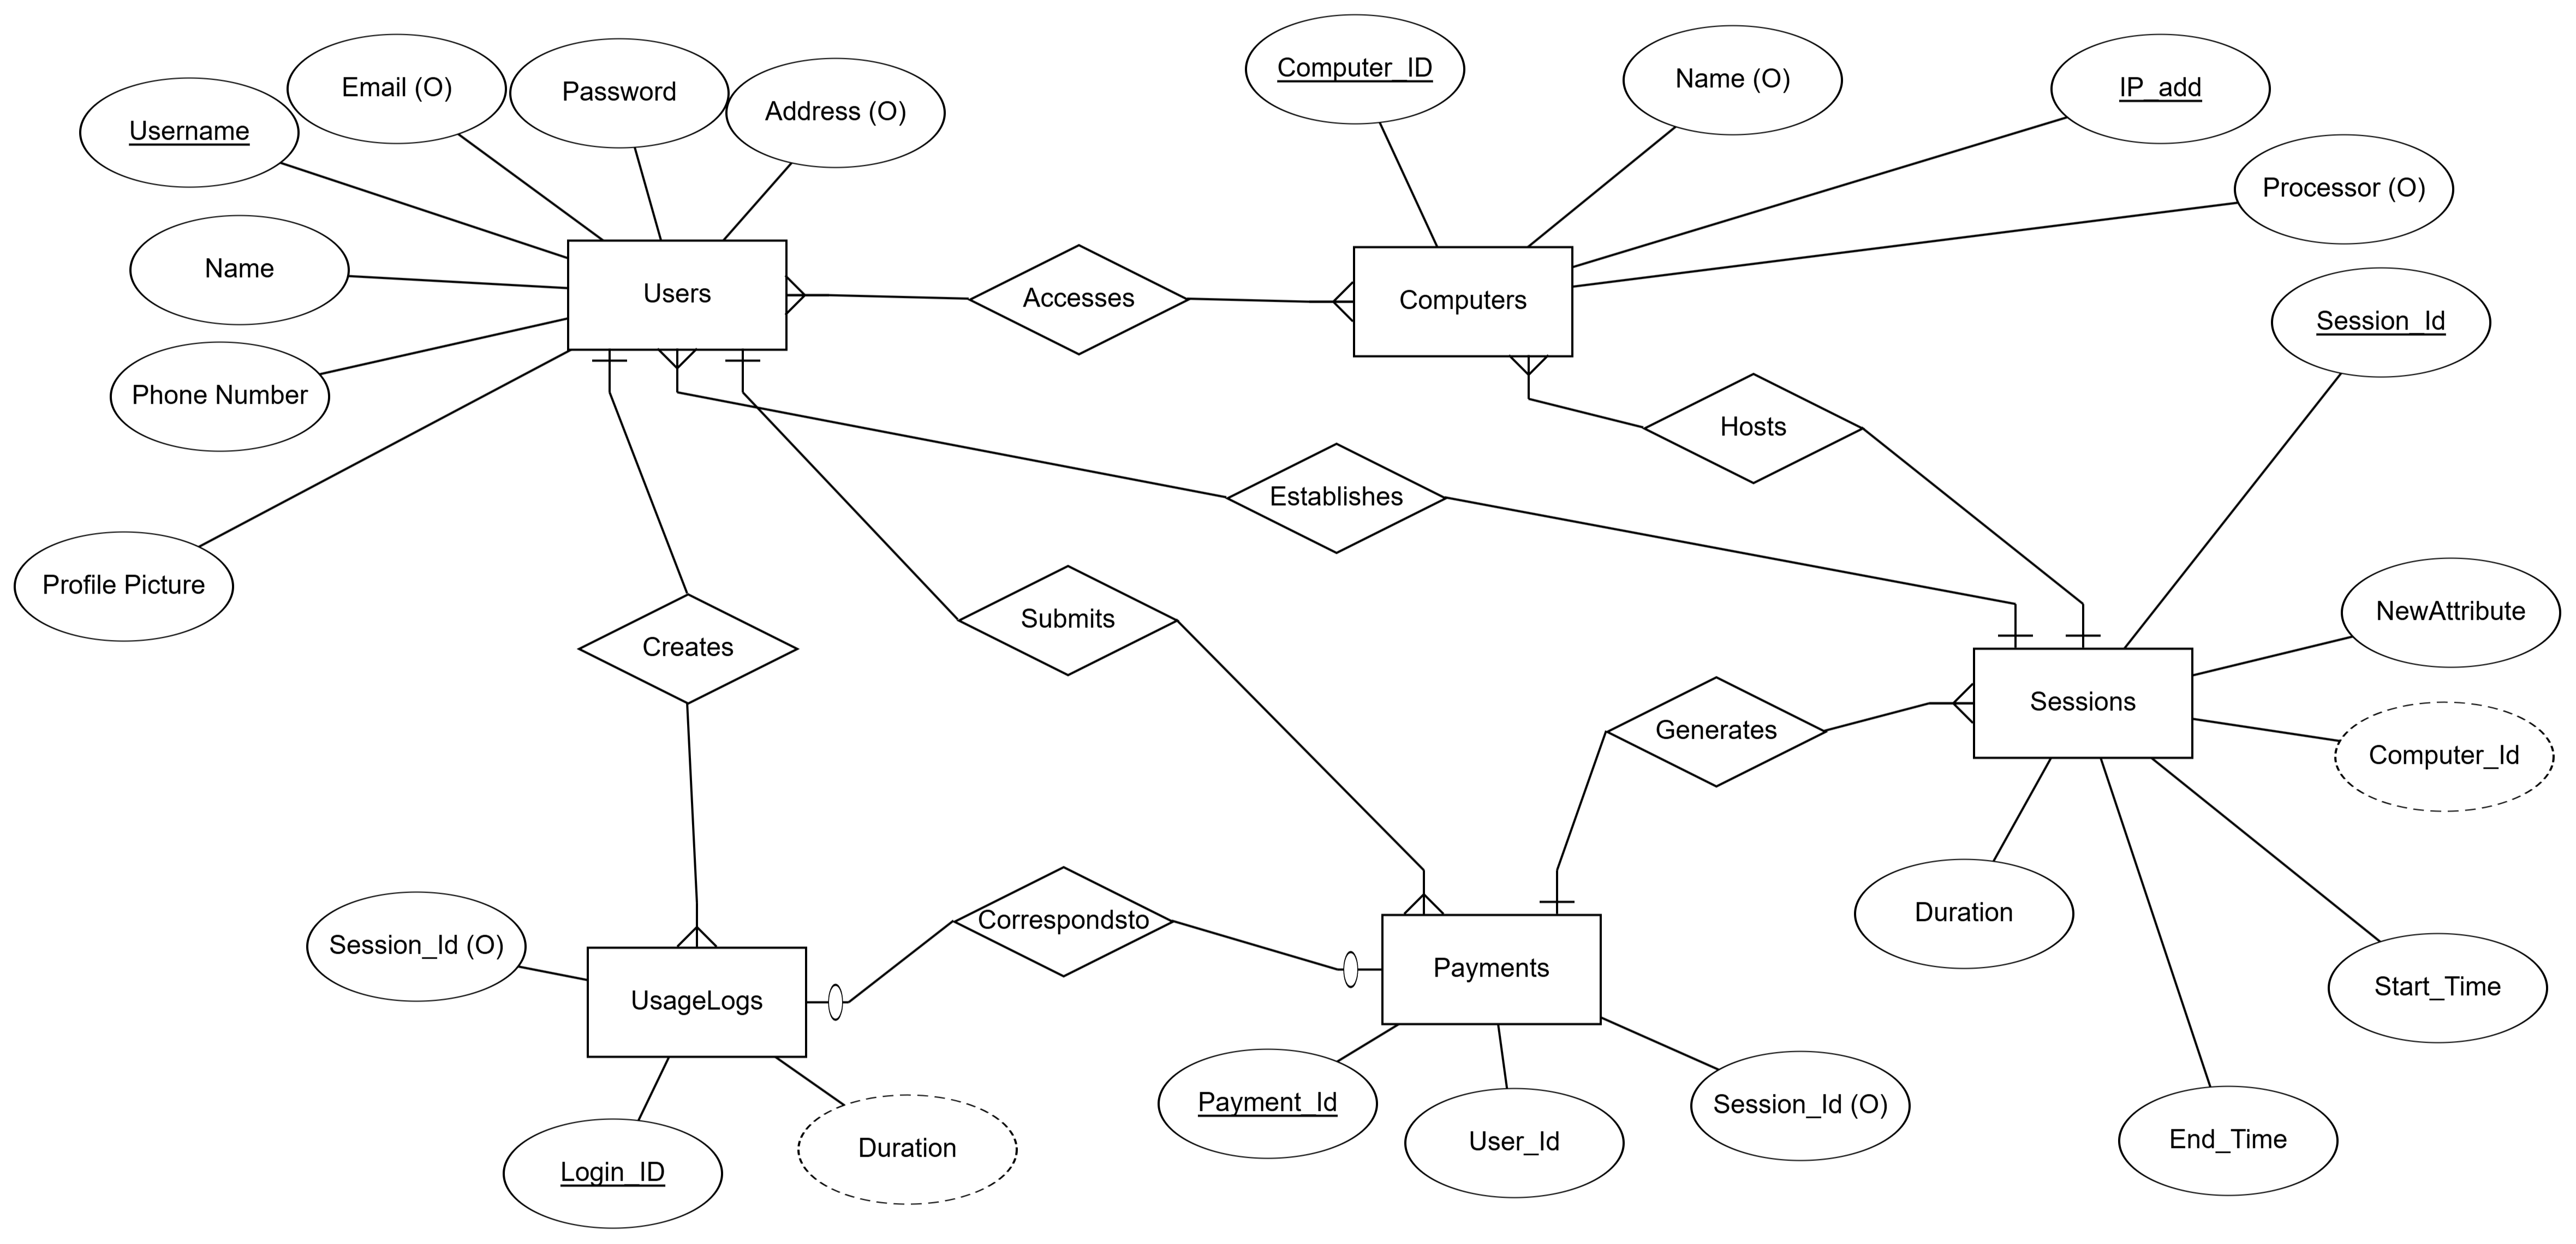 Computer_ID
Name (O)
Email (O)
IP_add
Password
Address (O)
Username
Processor (O)
Name
Users
Accesses
Computers
Session_Id
Phone Number
Hosts
Establishes
Profile Picture
NewAttribute
Submits
Creates
Sessions
Generates
Computer_Id
Duration
Correspondsto
Session_Id (O)
Payments
Start_Time
UsageLogs
Payment_Id
Session_Id (O)
User_Id
End_Time
Duration
Login_ID